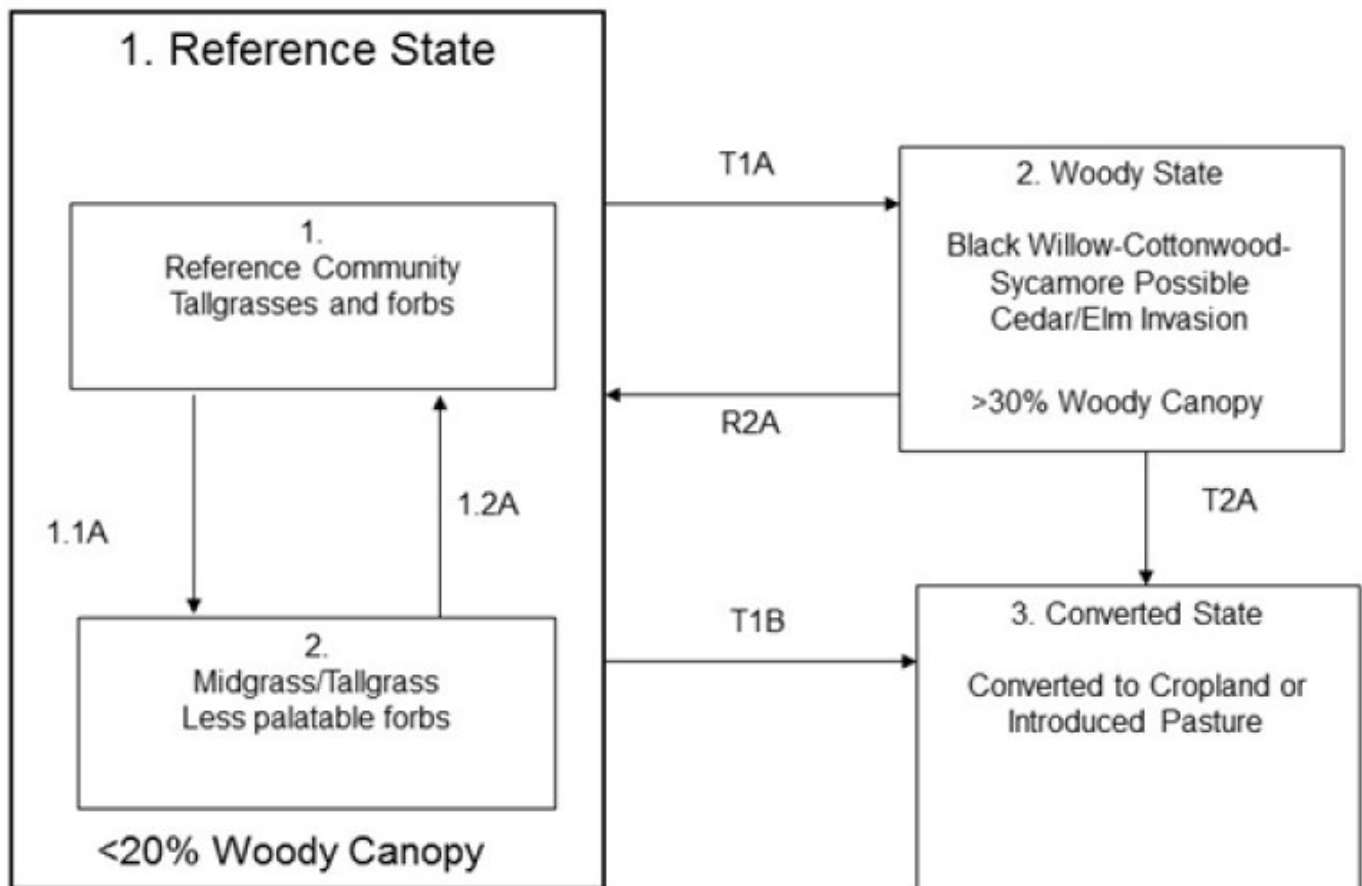 1. Reference State
1.
Reference Community
Tallgrasses and forbs
1.1A
1.2A
2.
Midgrass/Tallgrass
Less palatable forbs
<20% Woody Canopy
T1A
R2A
T1B
2. Woody State
Black Willow-Cottonwood-
Sycamore Possible
Cedar/Elm Invasion
>30% Woody Canopy
T2A
3. Converted State
Converted to Cropland or
Introduced Pasture